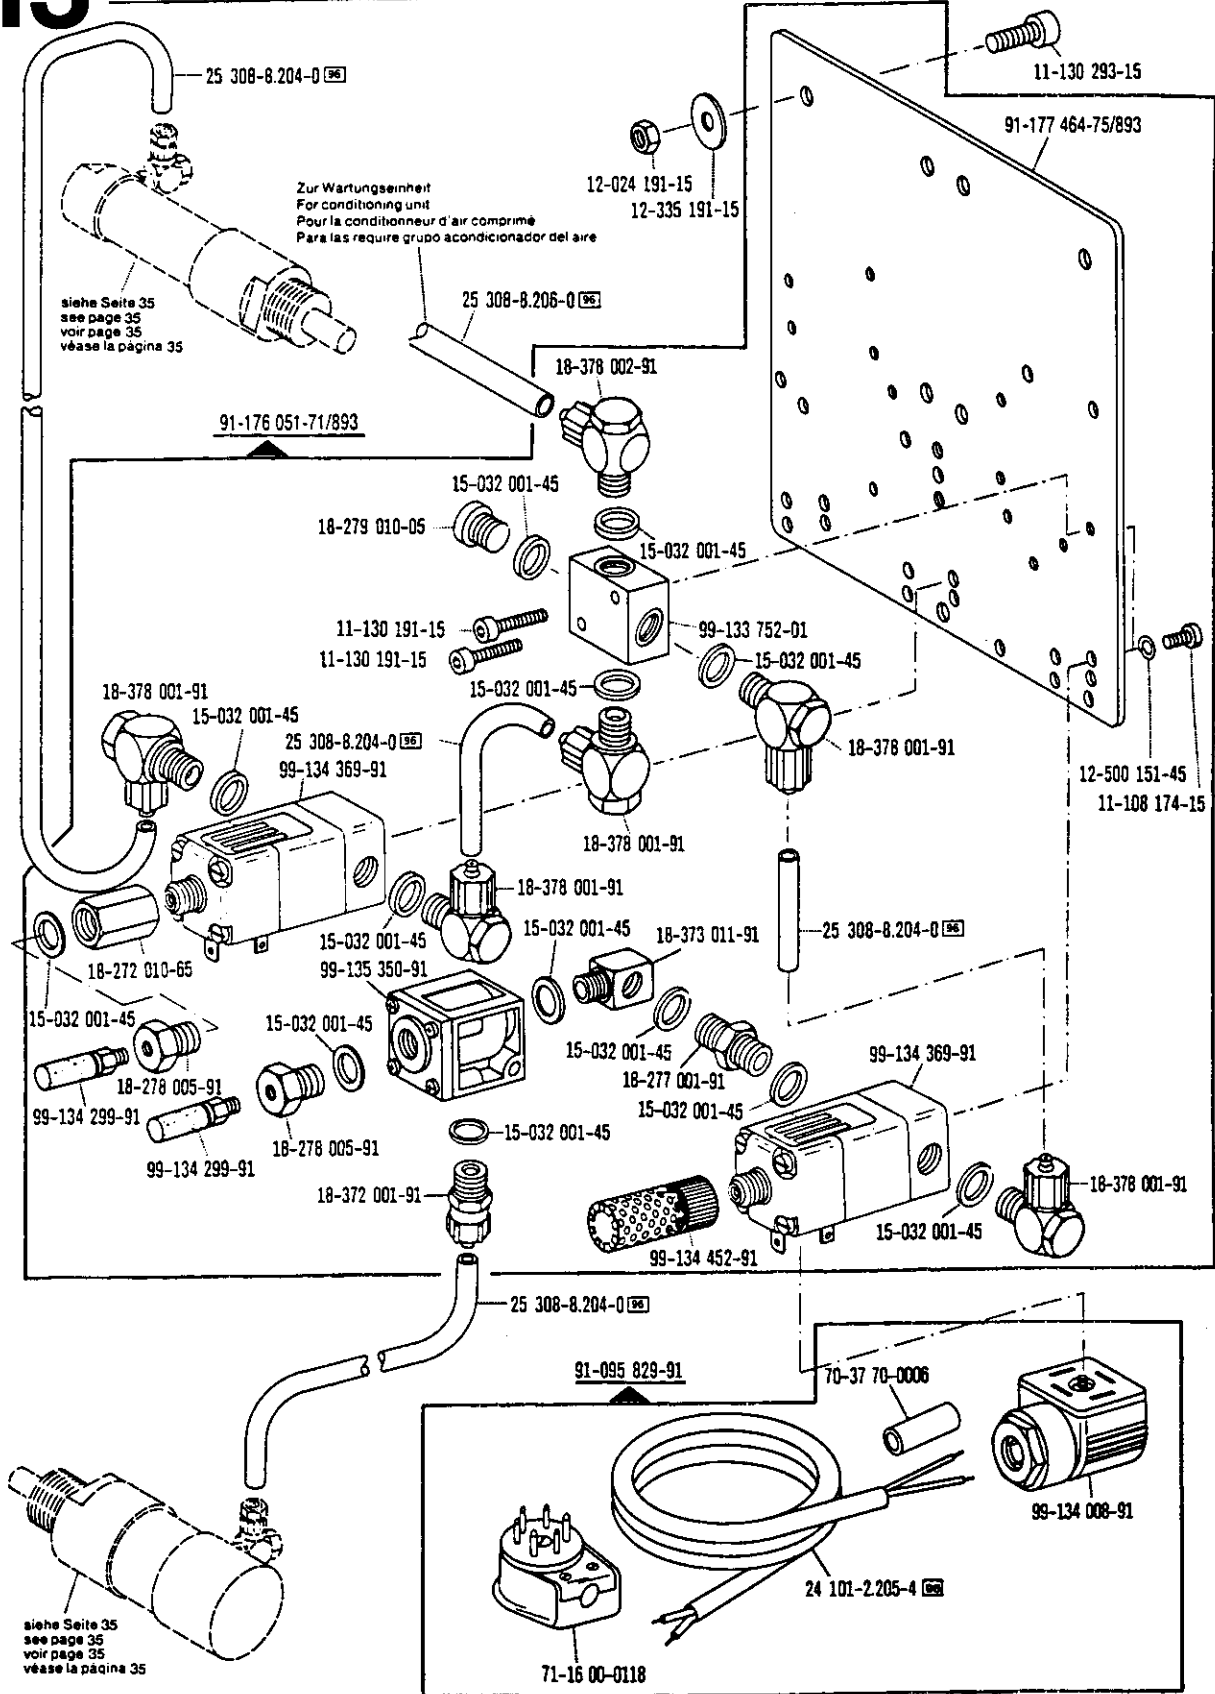 25 308-8.204-0 96
11-130 293-15
91-177 464-75/893
12-024 191-15
12-335 191-15
Zur Wartungseinheit
For conditioning unit
Pour la conditionneur d'air comprimé
Para las require grupo acondicionador del aire
siehe Seite 35
see page 35
voir page 35
véase la página 35
25 308-8.206-0 96
18-378 002-91
91-176 051-71/893
15-032 001-45
18-279 010-05
15-032 001-45
11-130 191-15
99-133 752-01
11-130 191-15
15-032 001-45
15-032 001-45
18-378 001-91
15-032 001-45
25 308-8.204-0 96
99-134 369-91
18-378 001-91
12-500 151-45
11-108 174-15
18-378 001-91
18-378 001-91
15-032 001-45
15-032 001-45
18-373 011-91
25 308-8.204-0 96
18-272 010-65
99-135 350-91
15-032 001-45
15-032 001-45
15-032 001-45
99-134 369-91
18-278 005-91
18-277 001-91
99-134 299-91
15-032 001-45
18-278 005-91
15-032 001-45
99-134 299-91
18-372 001-91
18-378 001-91
15-032 001-45
99-134 452-91
25 308-8.204-0 96
91-095 829-91
70-37 70-0006
99-134 008-91
24 101-2.205-4 96
71-16 00-0118
siehe Seite 35
see page 35
voir page 35
véase la página 35